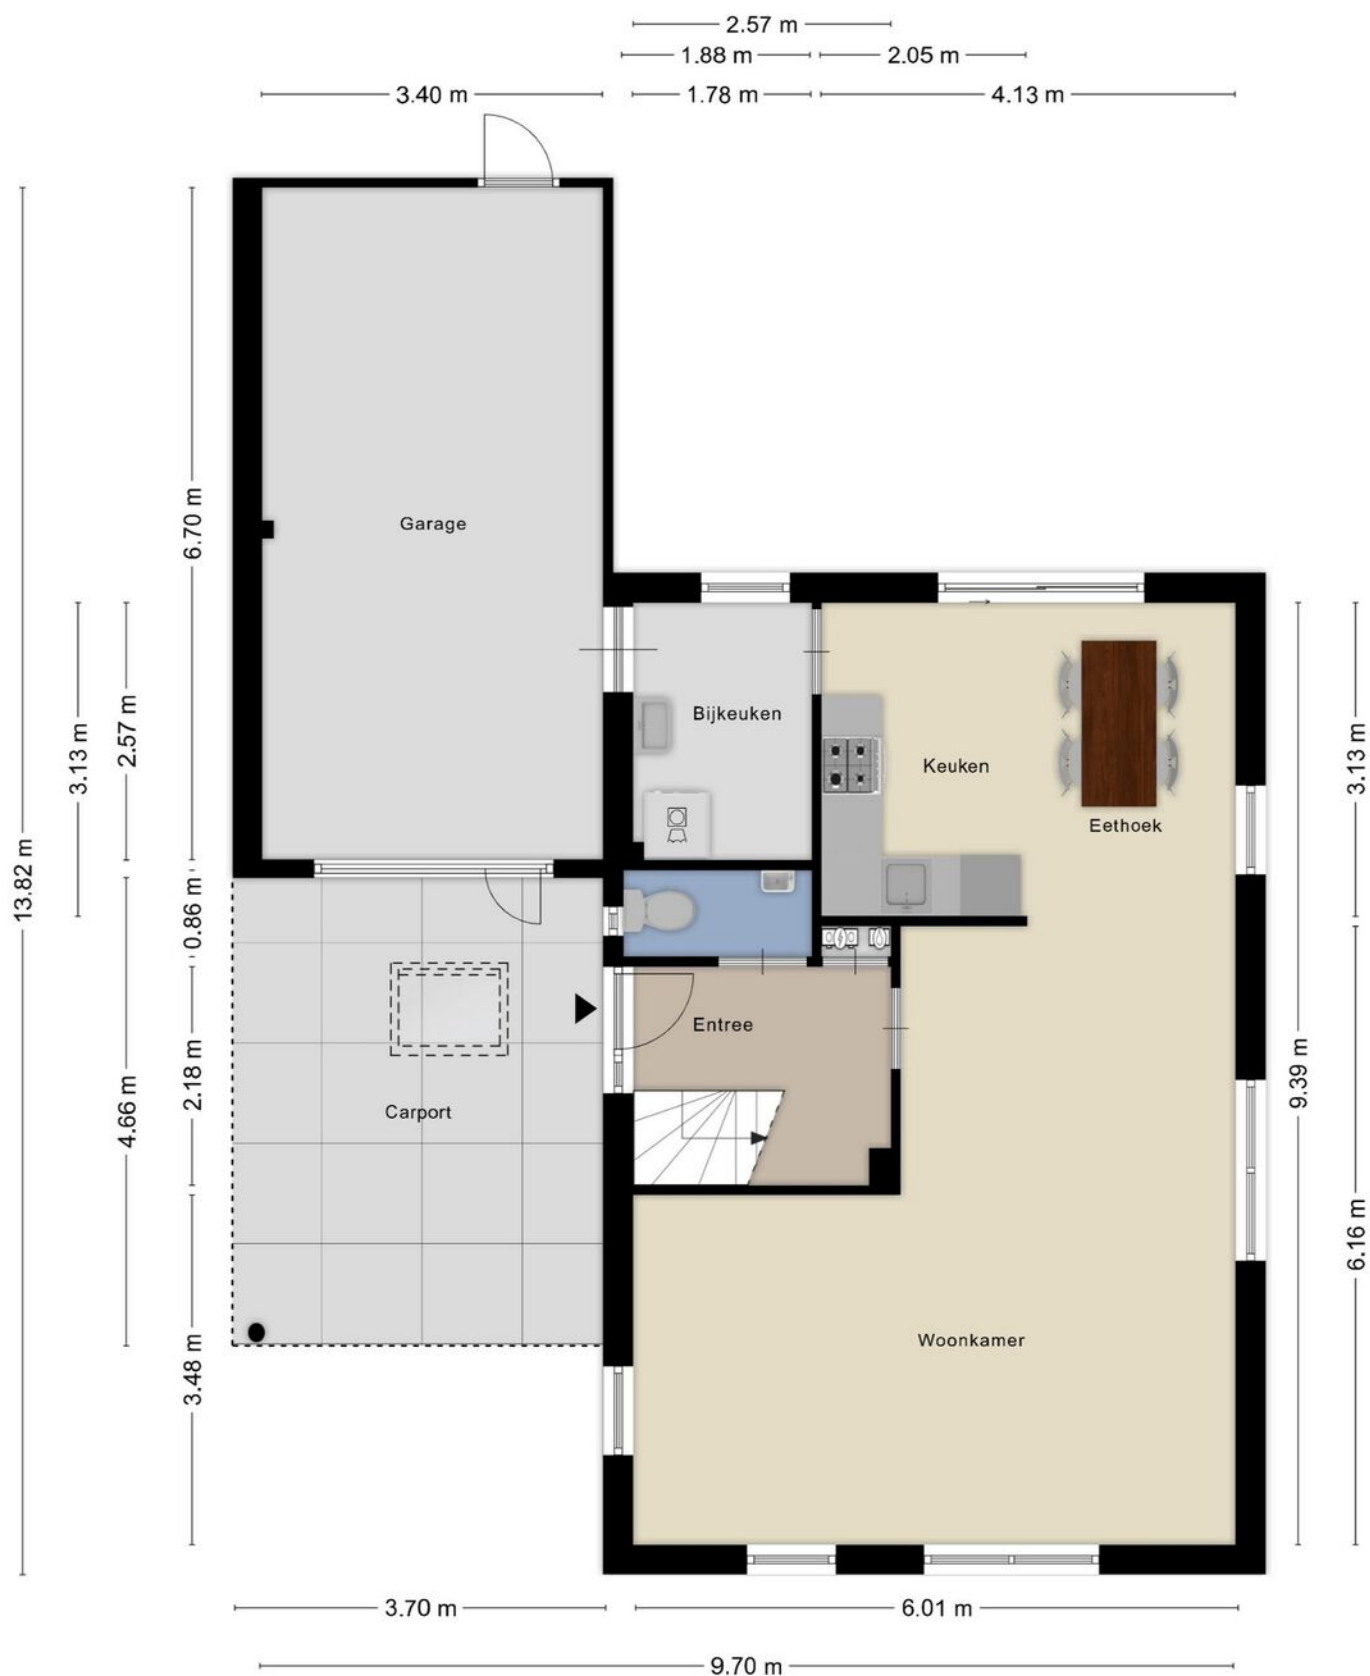 2.57 m
1.88 m
2.05 m
3.40 m
1.78 m
4.13 m
6.70 m
Garage
3.13 m
2.57 m
Bijkeuken
Keuken
Eethoek
3.13 m
13.82 m
0.86 m
Entree
2.18 m
4.66 m
Carport
9.39 m
6.16 m
Woonkamer
3.48 m
3.70 m
6.01 m
9.70 m